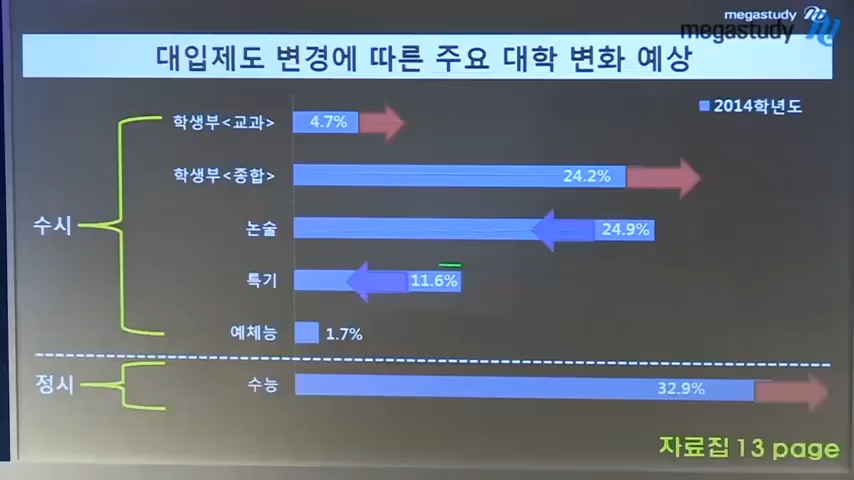 megastudy
megastudy
대입제도 변경에 따른 주요 대학 변화 예상
2014학년도
학생부<교과>
4.7%
학생부<종합>
24.2%
수시
논술
24.9%
특기
11.6%
예체능
1.7%
정시
수능
32.9%
자료집 13 page